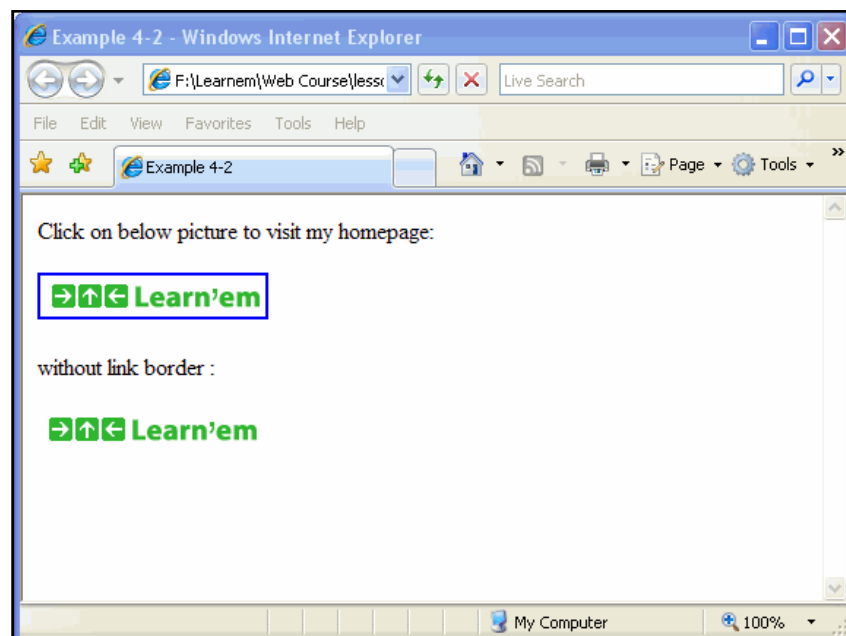 Example 4-2 - Windows Internet Explorer
F:\Learnem\Web Course\less
Live Search
File Edit View Favorites Tools Help
Example 4-2
Page Tools »
Click on below picture to visit my homepage:
Learn'em
without link border :
Learn'em
My Computer 100%